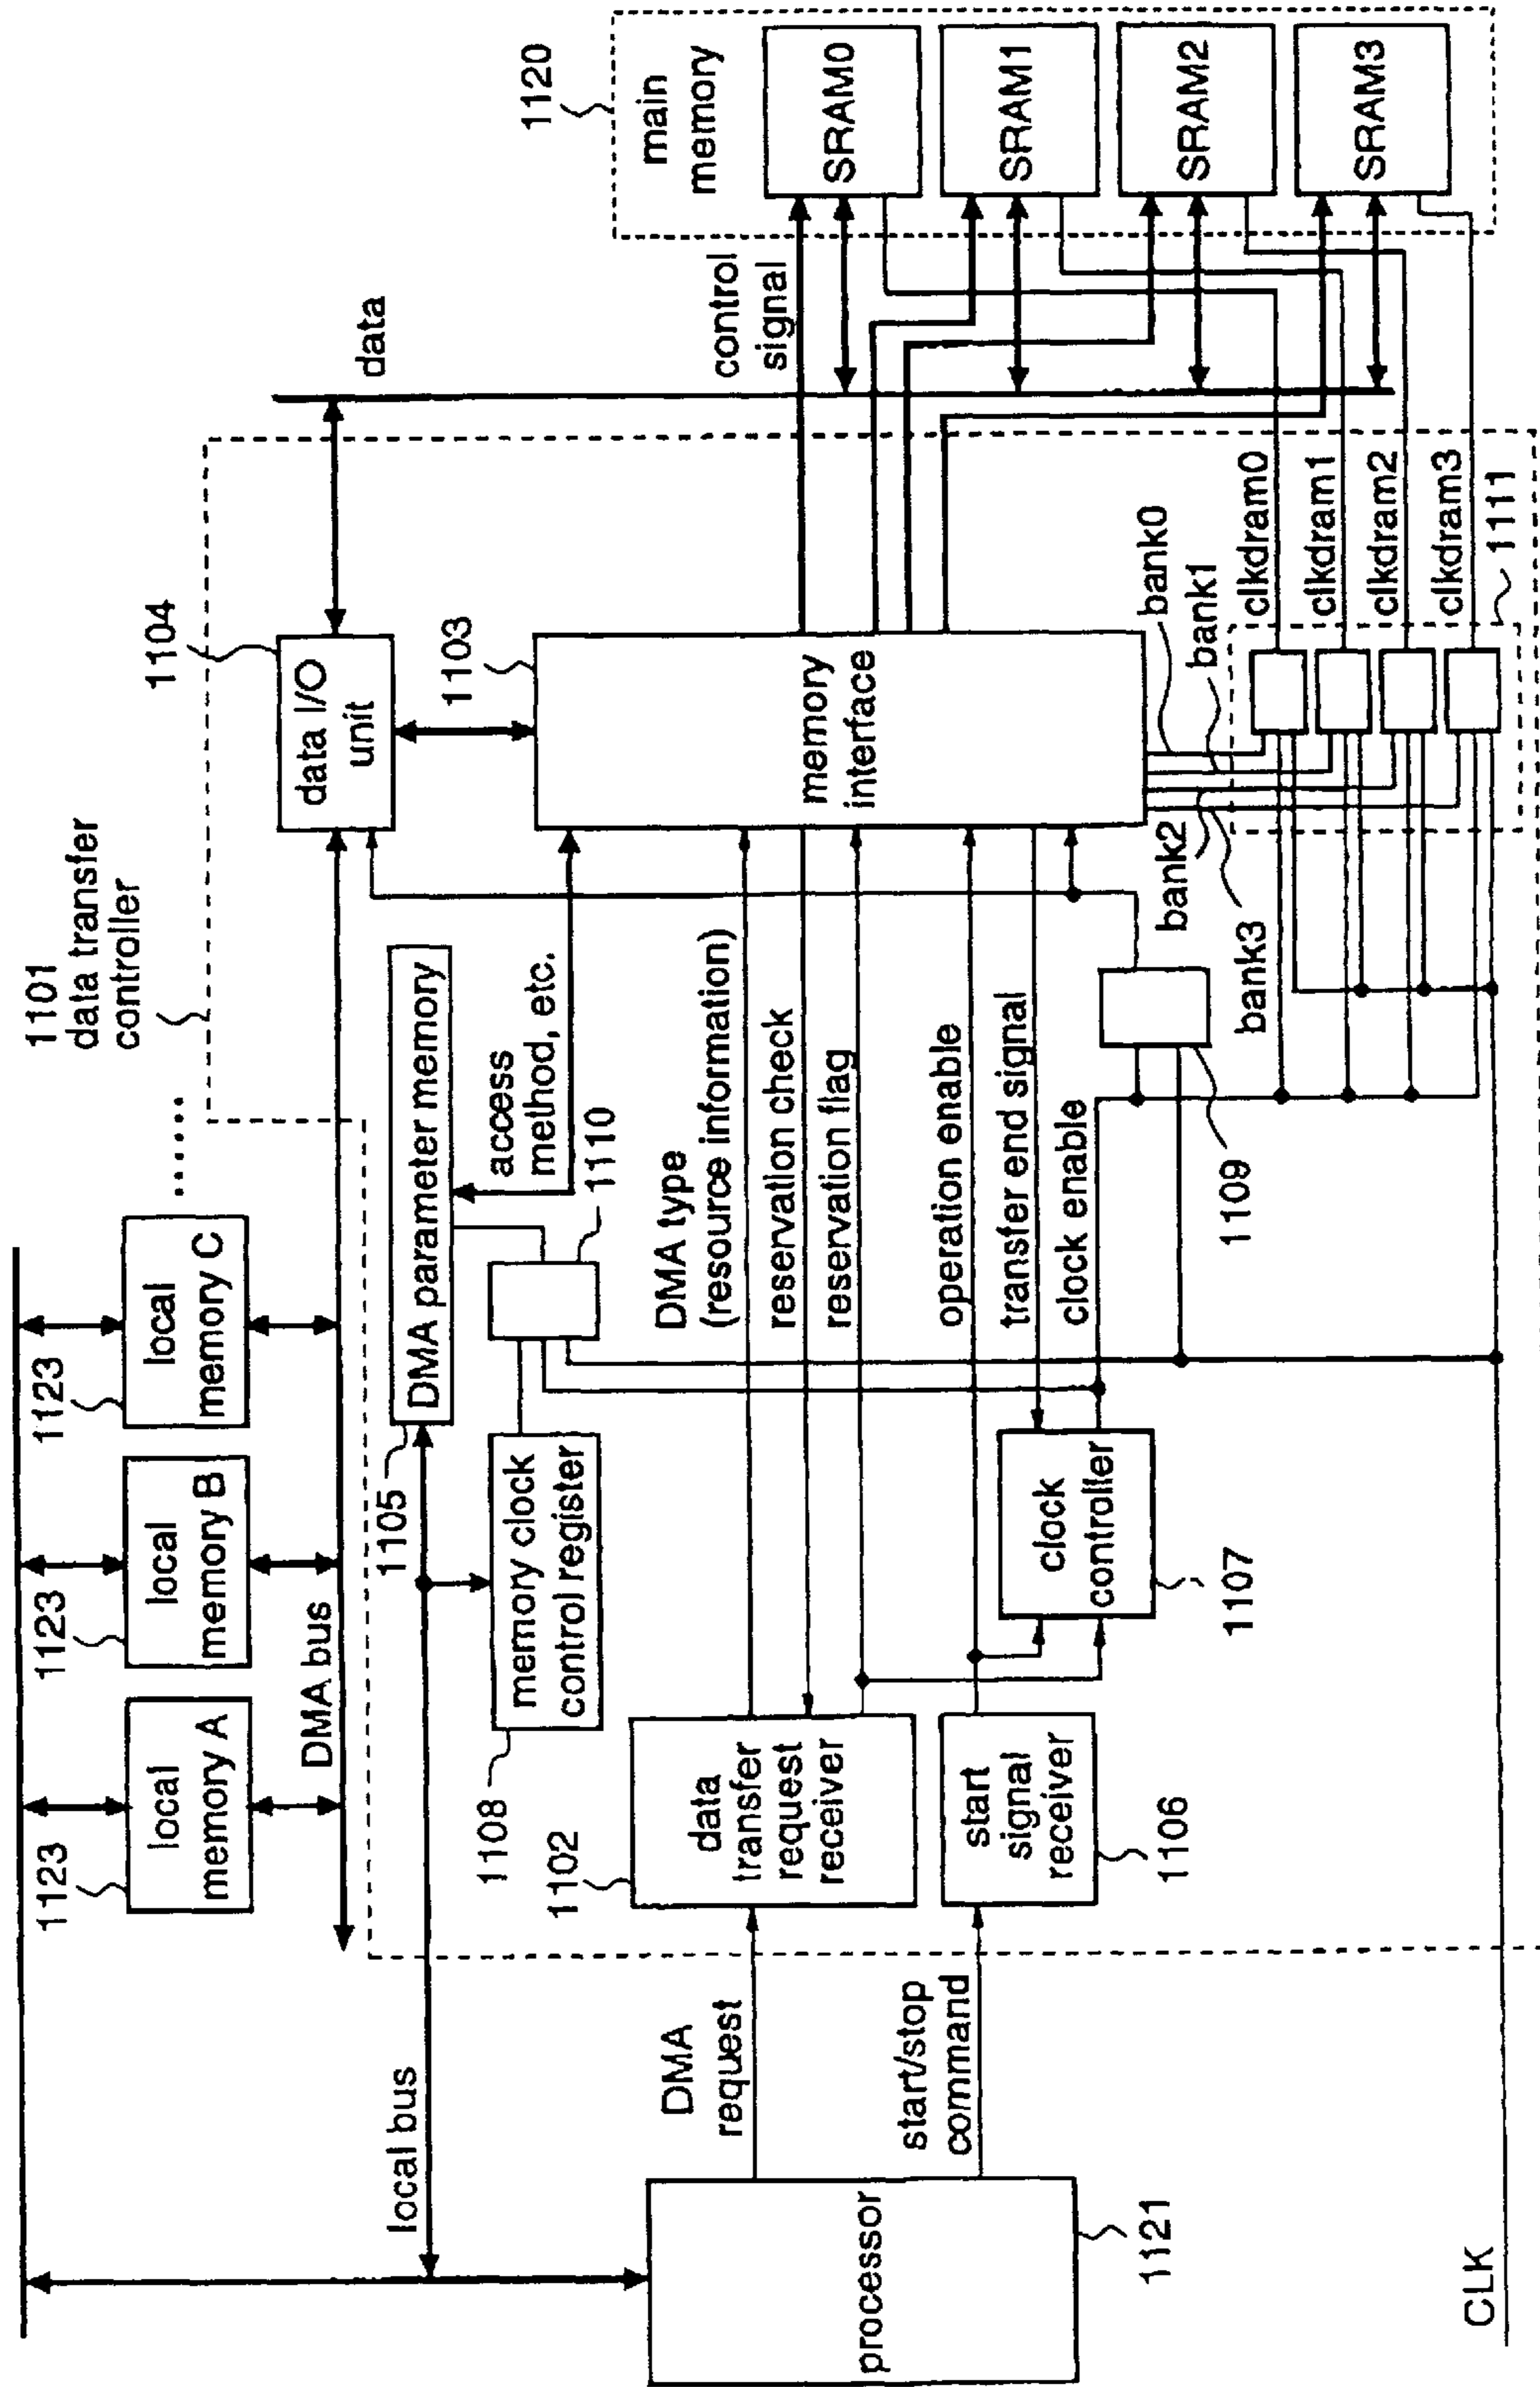 1101
data transfer
controller
1123
local
memory A
1123
local
memory B
1123
local
memory C
......
DMA bus
local bus
1104
data I/O
unit
data
1105
DMA parameter memory
access
method, etc.
1108
memory clock
control register
1110
1103
memory
interface
control
signal
1120
main
memory
SRAM0
SRAM1
SRAM2
SRAM3
processor
1121
DMA
request
start/stop
command
1102
data
transfer
request
receiver
start
signal
receiver
1106
DMA type
(resource information)
reservation check
reservation flag
operation enable
transfer end signal
clock enable
clock
controller
1107
1109
bank0
bank1
bank2
bank3
clkdram0
clkdram1
clkdram2
clkdram3
1111
CLK